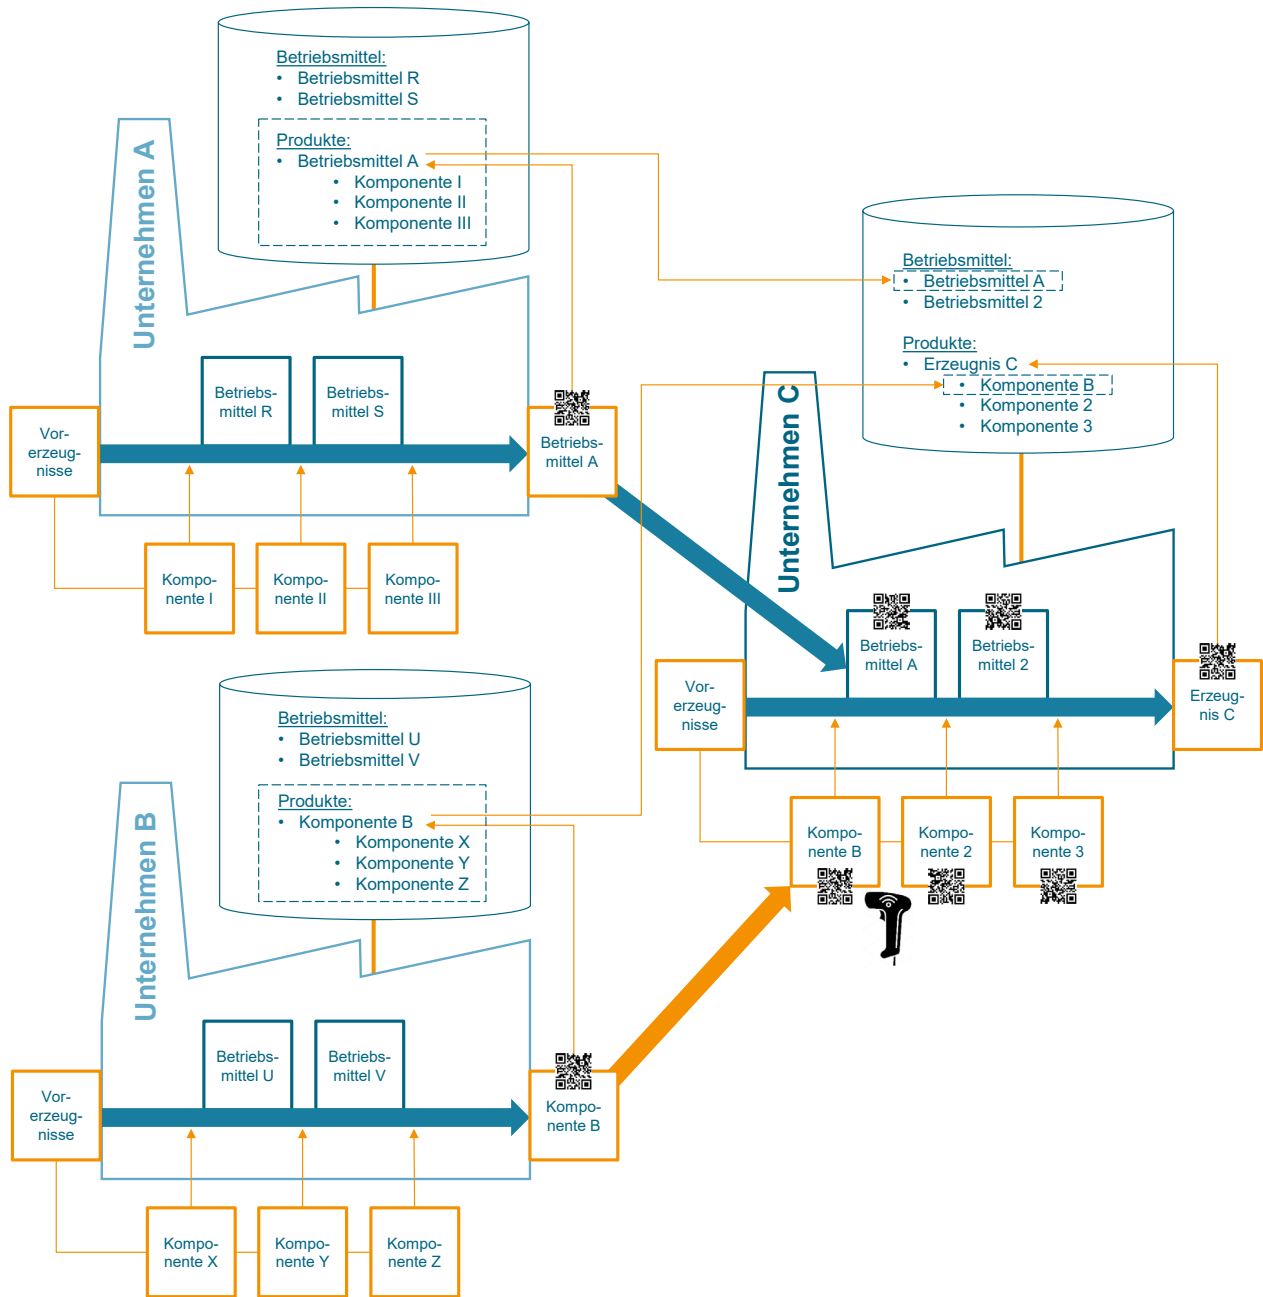 Betriebsmittel:
• Betriebsmittel R
• Betriebsmittel S
Produkte:
• Betriebsmittel A
• Komponente I
• Komponente II
• Komponente III
Unternehmen A
Betriebs-
mittel R
Betriebs-
mittel S
Vor-
erzeug-
nisse
Betriebs-
mittel A
Kompo-
nente I
Kompo-
nente II
Kompo-
nente III
Betriebsmittel:
• Betriebsmittel A
• Betriebsmittel 2
Produkte:
• Erzeugnis C
• Komponente B
• Komponente 2
• Komponente 3
Unternehmen C
Betriebs-
mittel A
Betriebs-
mittel 2
Vor-
erzeug-
nisse
Erzeug-
nis C
Kompo-
nente B
Kompo-
nente 2
Kompo-
nente 3
Betriebsmittel:
• Betriebsmittel U
• Betriebsmittel V
Produkte:
• Komponente B
• Komponente X
• Komponente Y
• Komponente Z
Unternehmen B
Betriebs-
mittel U
Betriebs-
mittel V
Vor-
erzeug-
nisse
Kompo-
nente B
Kompo-
nente X
Kompo-
nente Y
Kompo-
nente Z